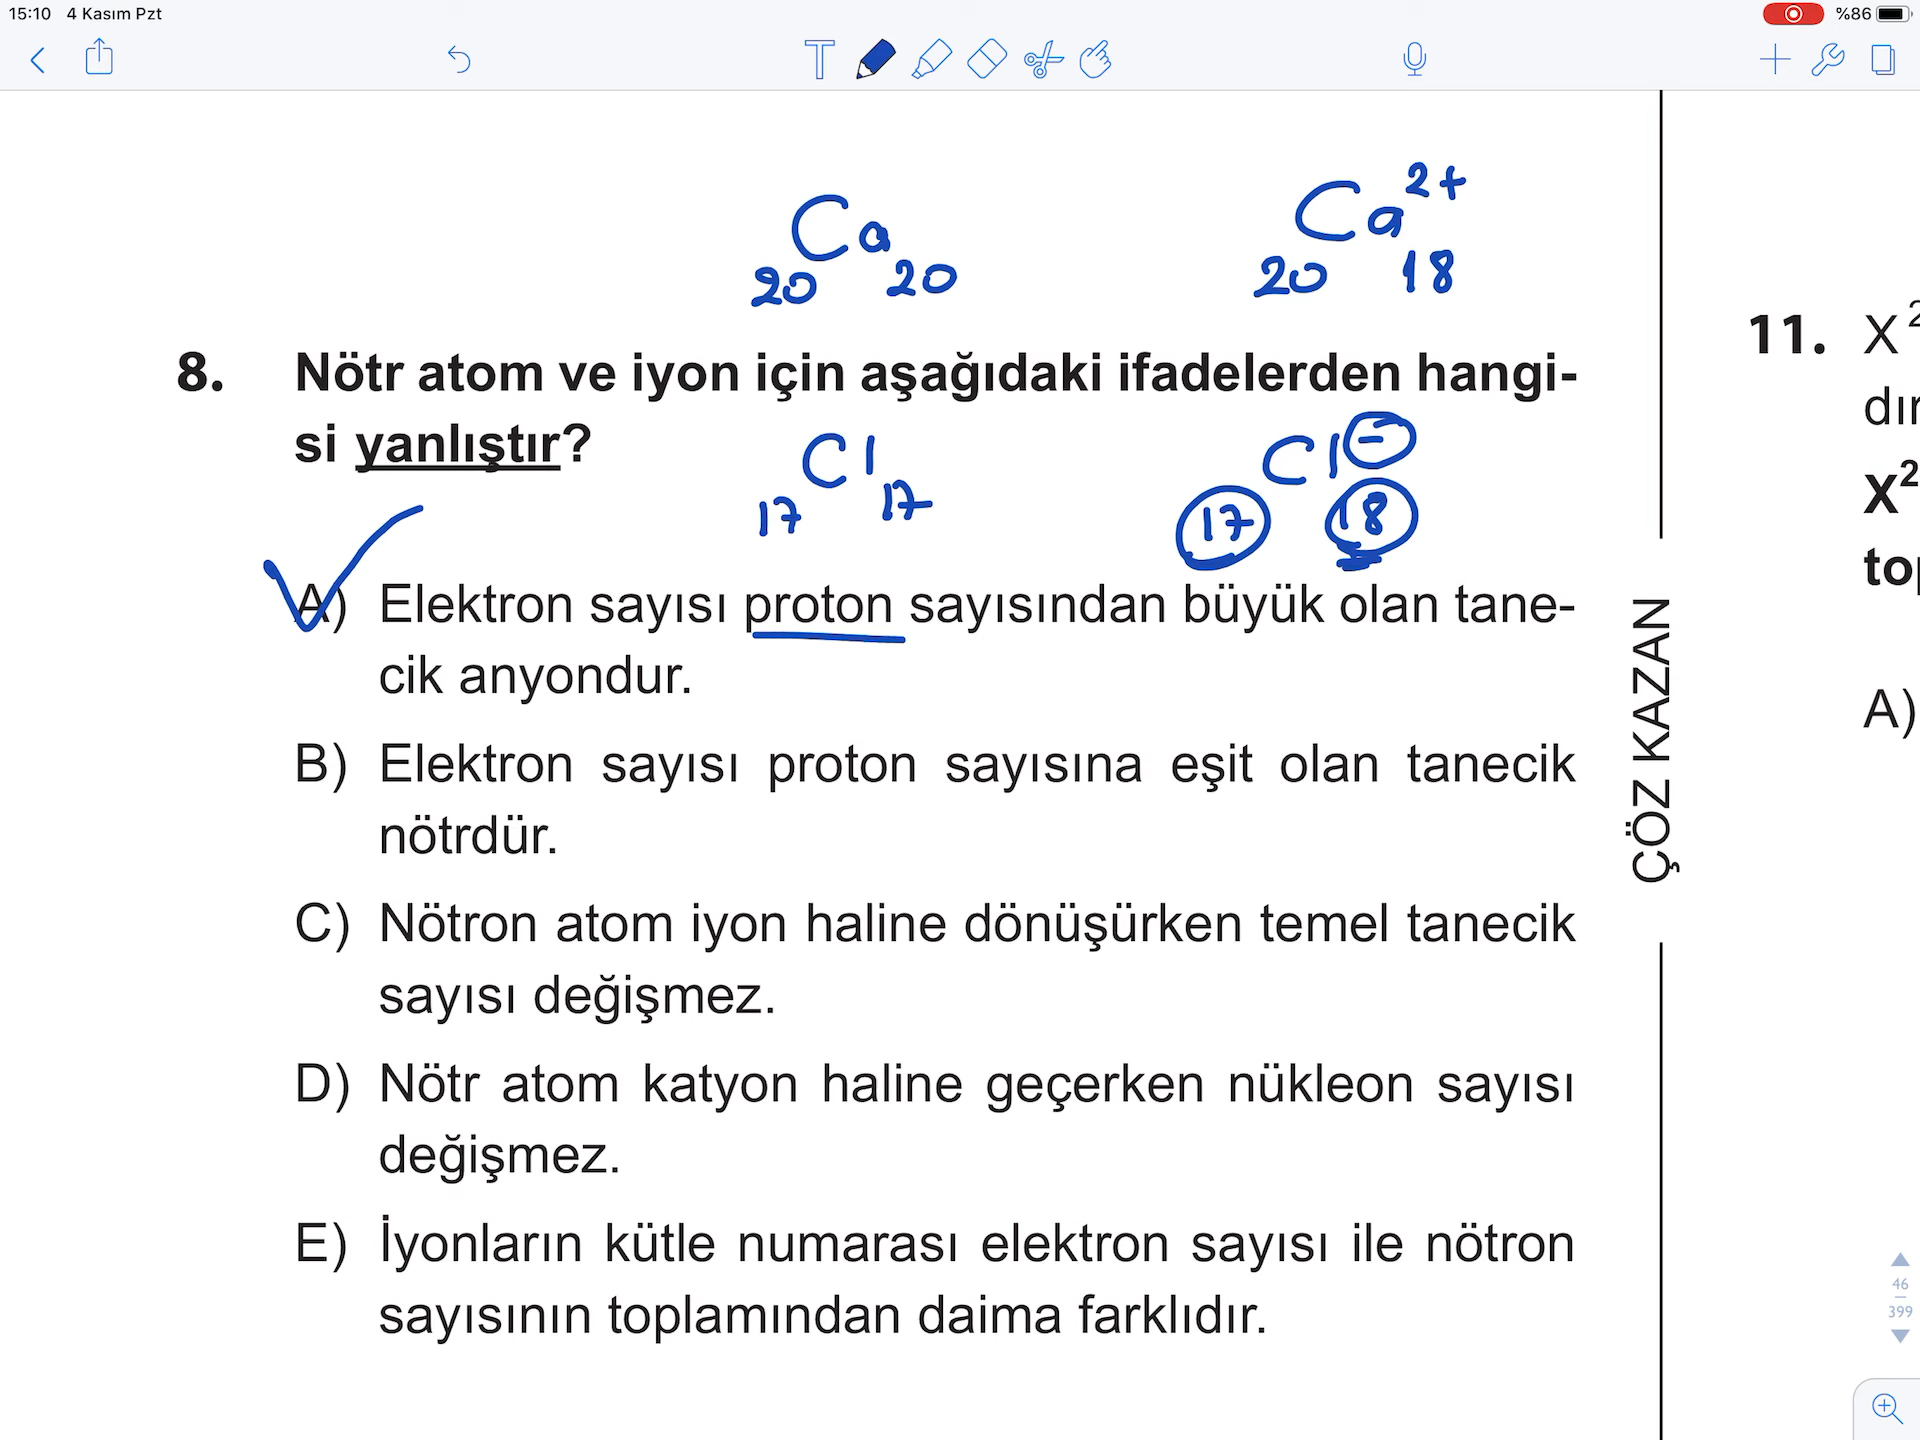 15:10 4 Kasım Pzt
%86
Ca
20 20
Ca2+
20 18
8. Nötr atom ve iyon için aşağıdaki ifadelerden hangi-
si yanlıştır?
Cl
17 17
Cl-
17 18
A) Elektron sayısı proton sayısından büyük olan tane-
cik anyondur.
B) Elektron sayısı proton sayısına eşit olan tanecik
nötrdür.
C) Nötron atom iyon haline dönüşürken temel tanecik
sayısı değişmez.
D) Nötr atom katyon haline geçerken nükleon sayısı
değişmez.
E) İyonların kütle numarası elektron sayısı ile nötron
sayısının toplamından daima farklıdır.
ÇÖZ KAZAN
11. X2
dır
X2
A)
46
399